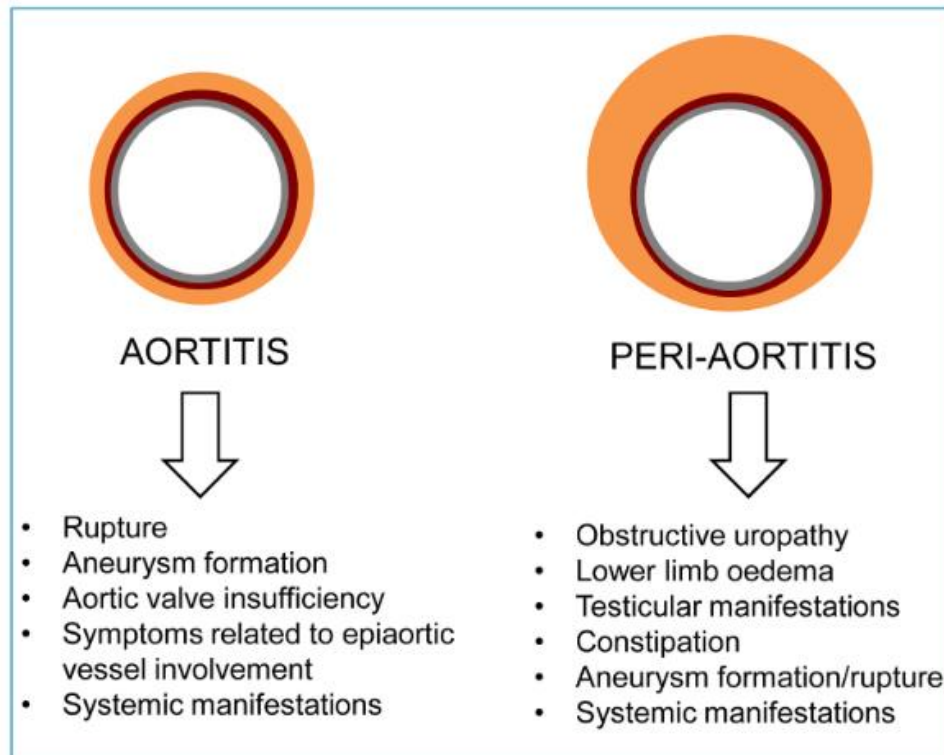 AORTITIS
• Rupture
• Aneurysm formation
• Aortic valve insufficiency
• Symptoms related to epiaortic
vessel involvement
• Systemic manifestations
PERI-AORTITIS
• Obstructive uropathy
• Lower limb oedema
• Testicular manifestations
• Constipation
• Aneurysm formation/rupture
• Systemic manifestations